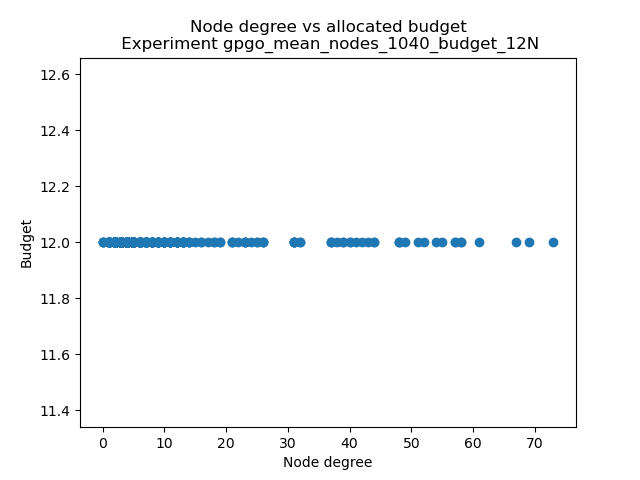 Node degree vs allocated budget
Experiment gpgo_mean_nodes_1040_budget_12N
12.6
12.4
12.2
12.0
11.8
11.6
11.4
Budget
0 10 20 30 40 50 60 70
Node degree